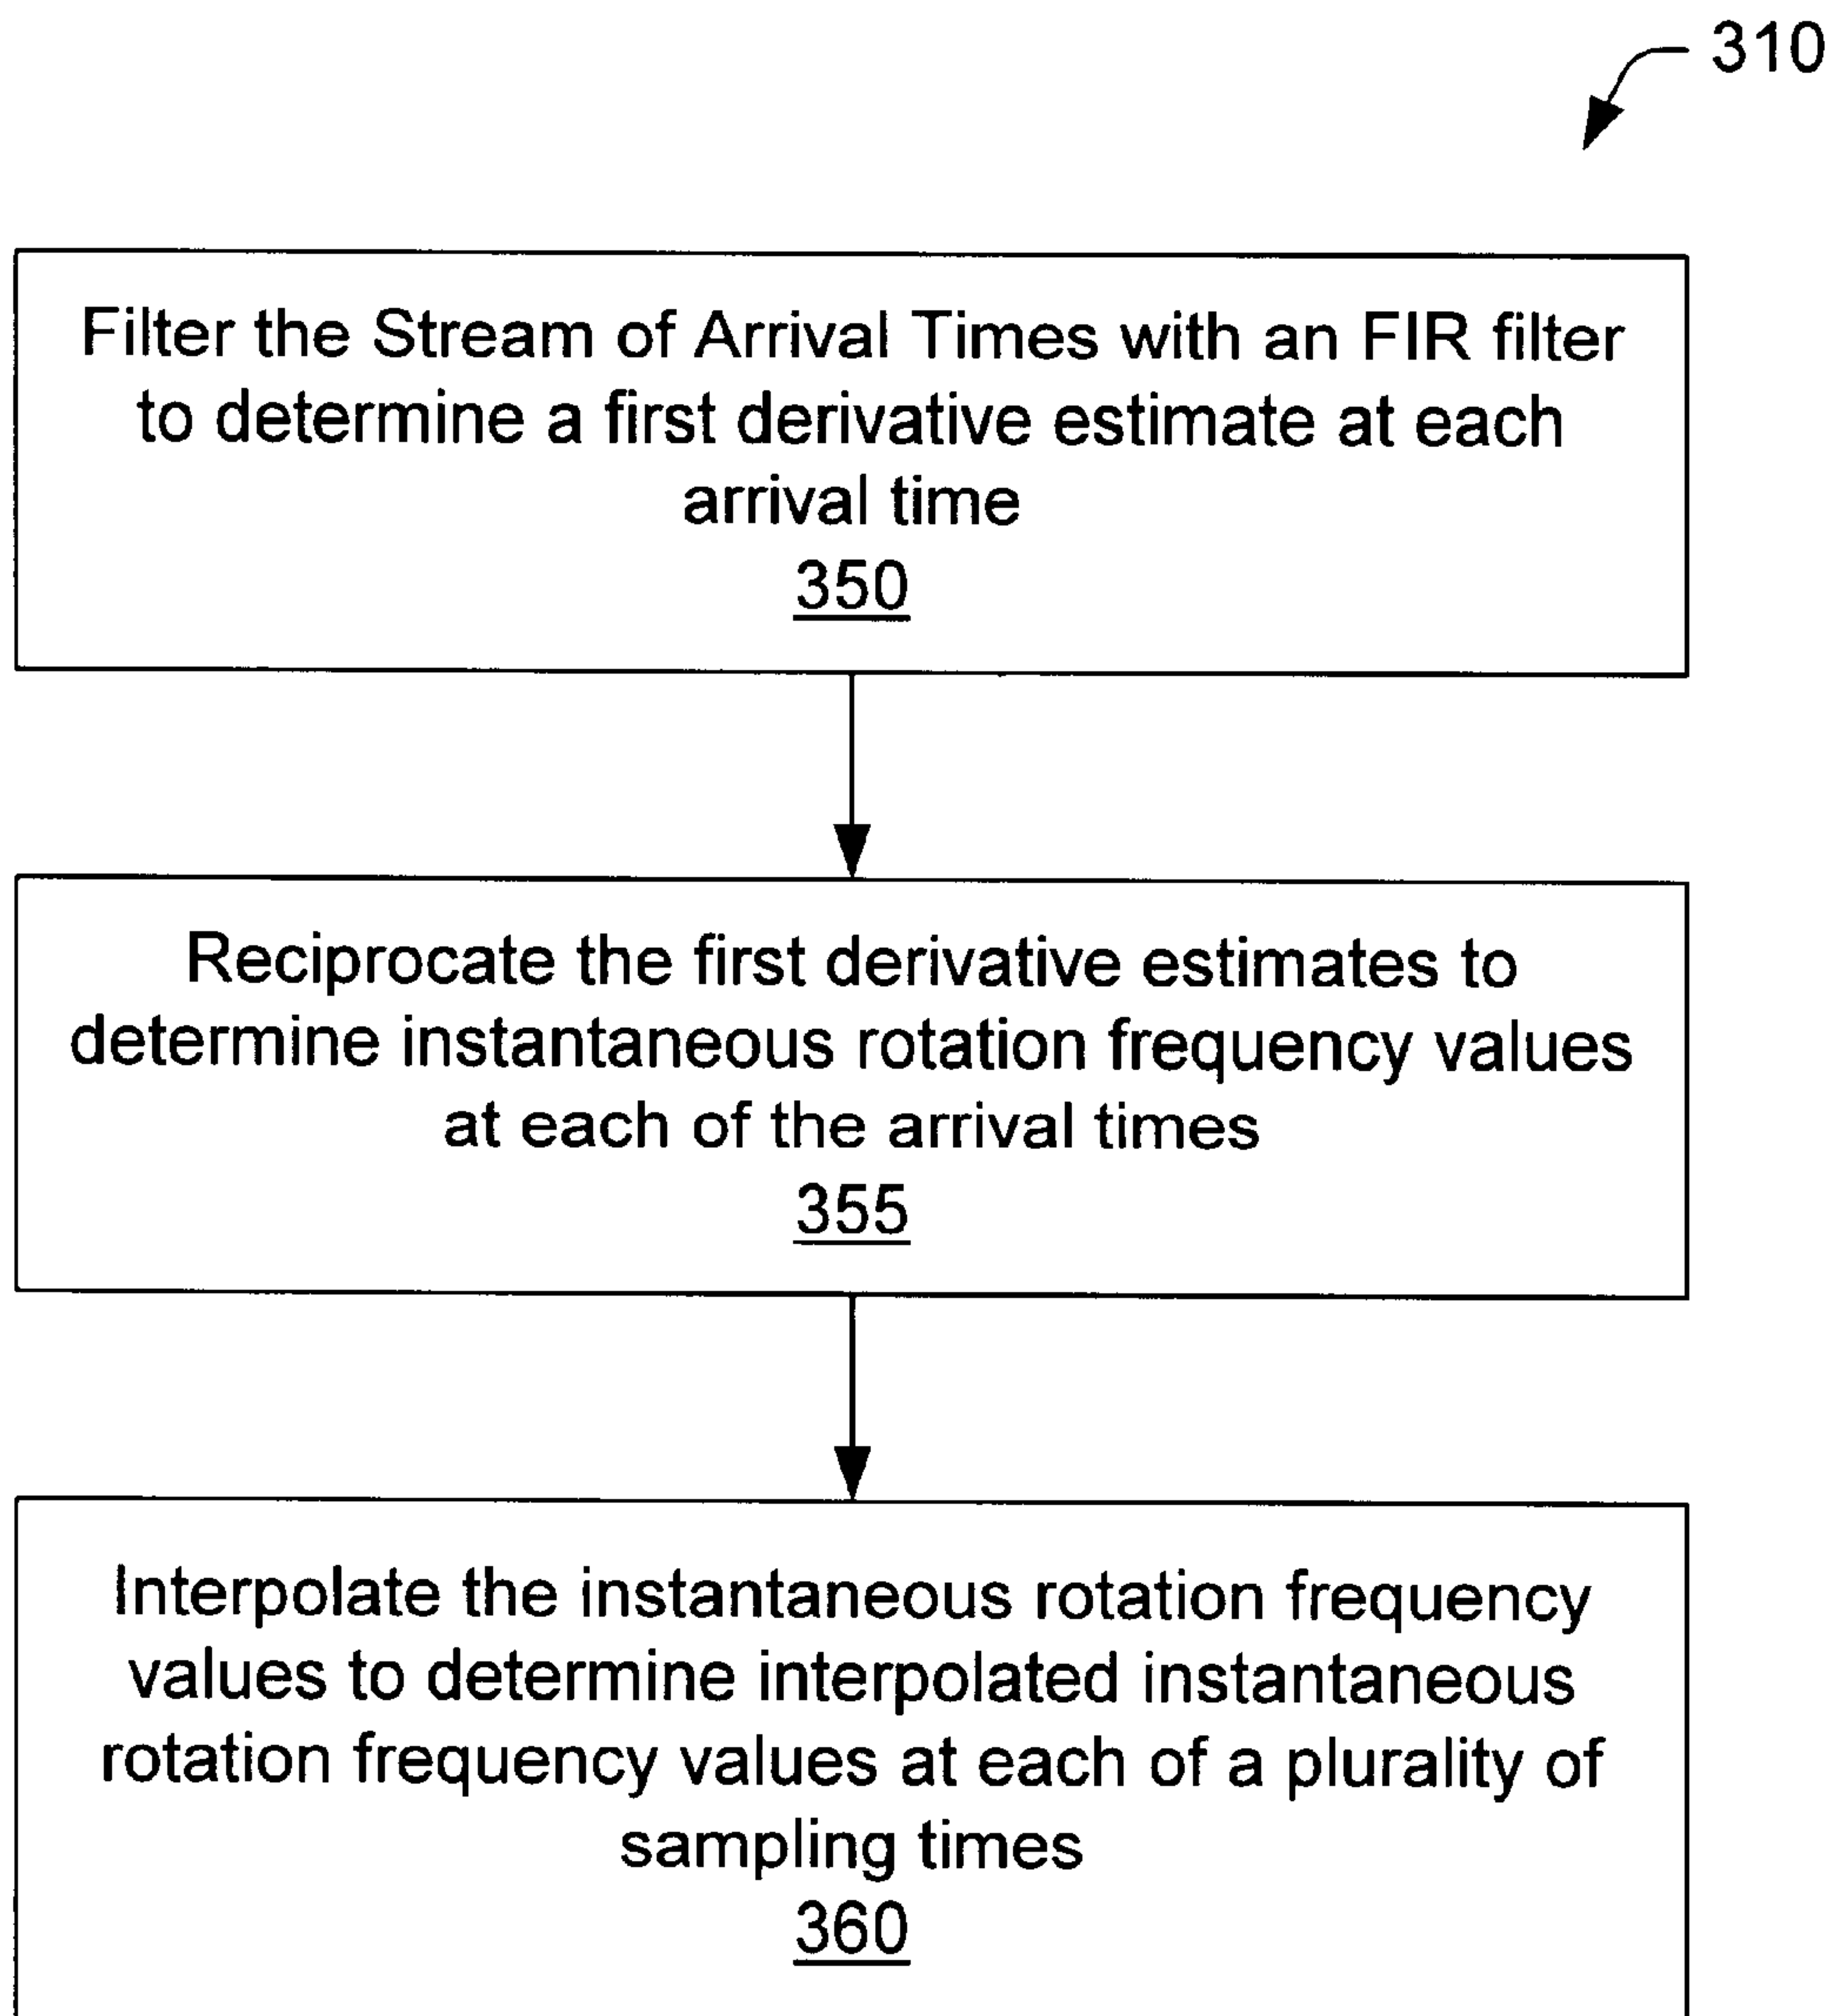 310
Filter the Stream of Arrival Times with an FIR filter
to determine a first derivative estimate at each
arrival time
350
Reciprocate the first derivative estimates to
determine instantaneous rotation frequency values
at each of the arrival times
355
Interpolate the instantaneous rotation frequency
values to determine interpolated instantaneous
rotation frequency values at each of a plurality of
sampling times
360